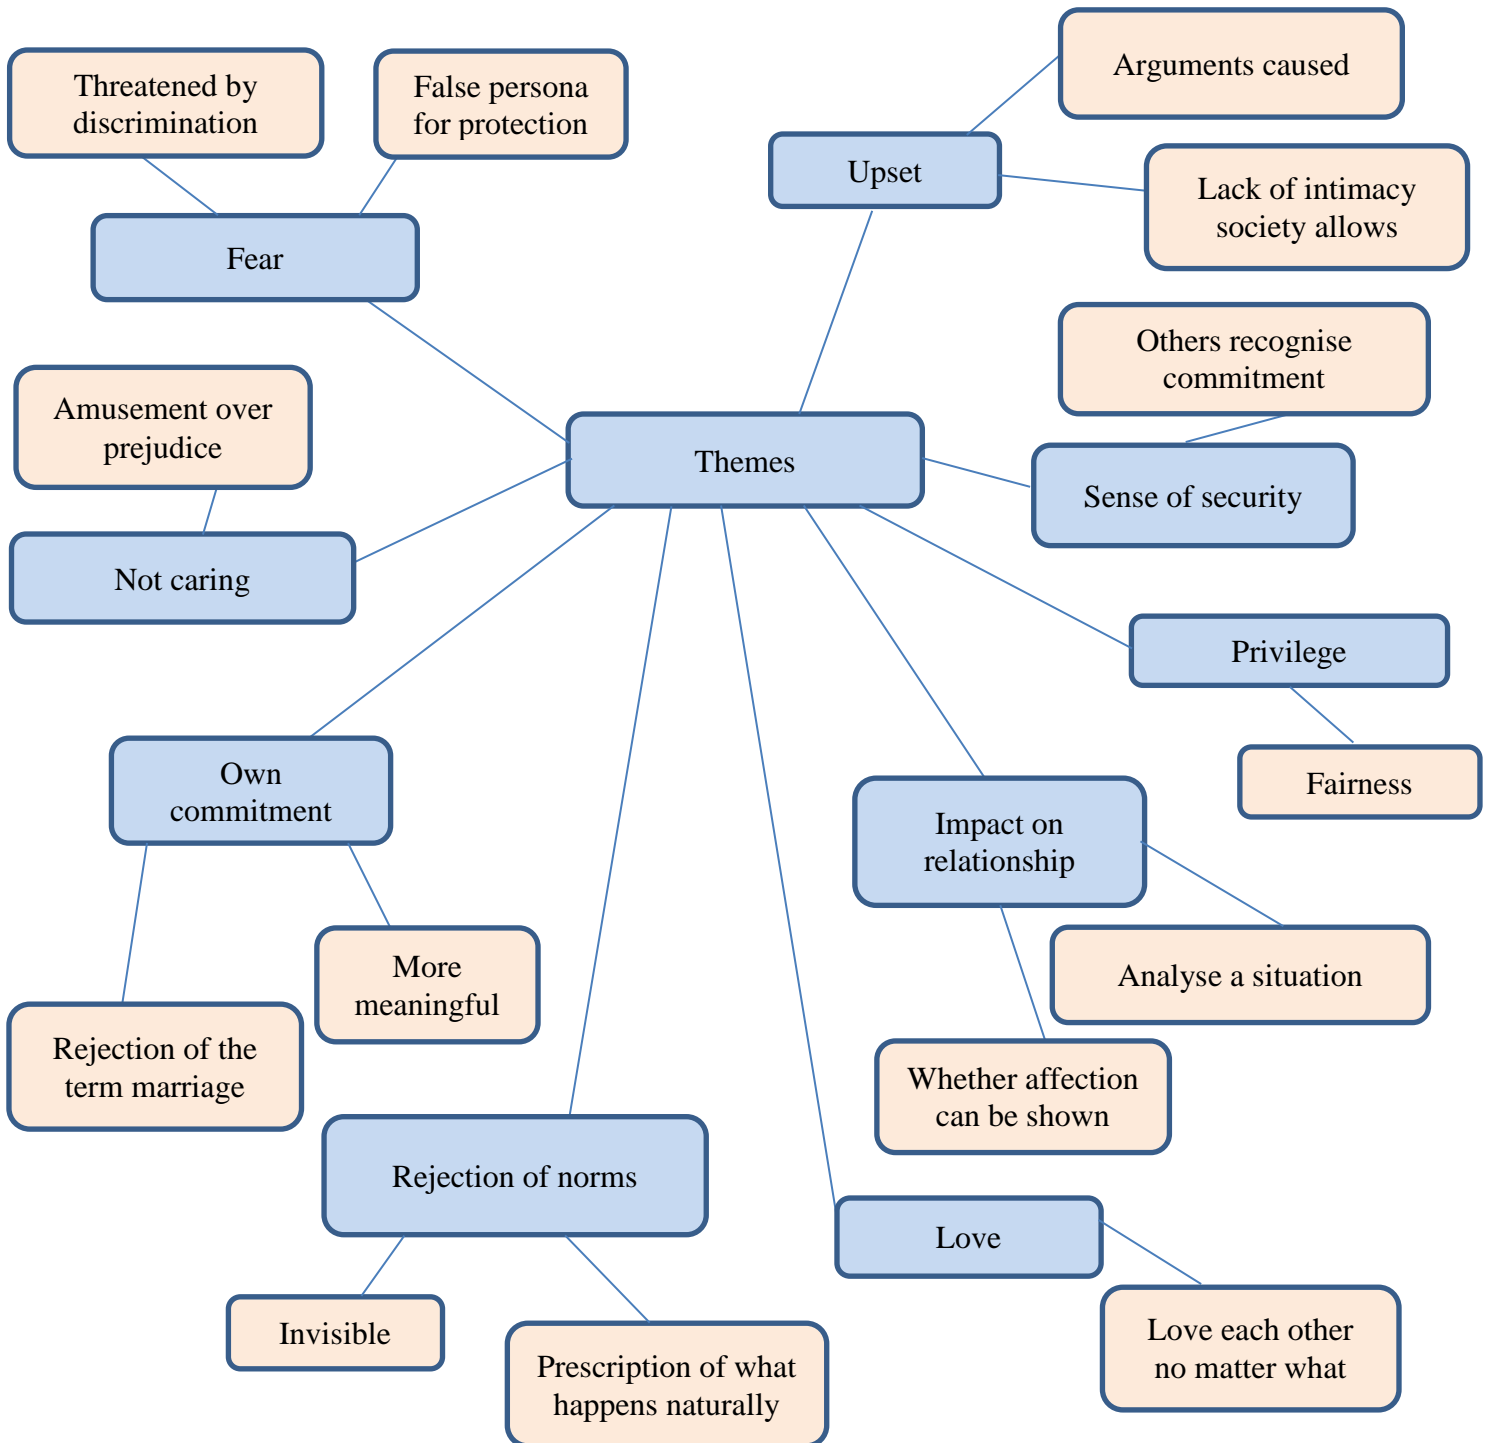 Threatened by
discrimination
False persona
for protection
Arguments caused
Upset
Lack of intimacy
society allows
Fear
Others recognise
commitment
Amusement over
prejudice
Themes
Sense of security
Not caring
Privilege
Own
commitment
Fairness
Impact on
relationship
More
meaningful
Analyse a situation
Rejection of the
term marriage
Whether affection
can be shown
Rejection of norms
Love
Invisible
Love each other
no matter what
Prescription of what
happens naturally